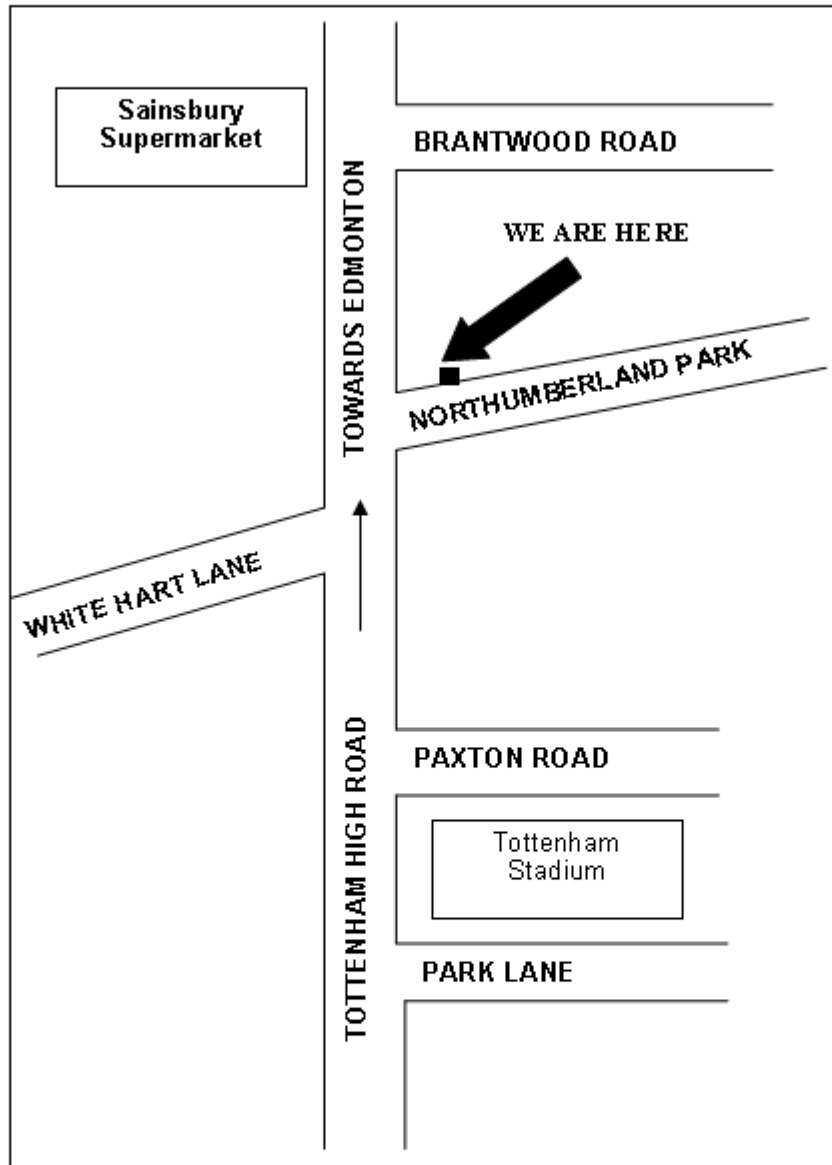 Sainsbury
Supermarket
BRANTWOOD ROAD
WE ARE HERE
TOWARDS EDMONTON
NORTHUMBERLAND PARK
WHITE HART LANE
TOTTENHAM HIGH ROAD
PAXTON ROAD
Tottenham
Stadium
PARK LANE